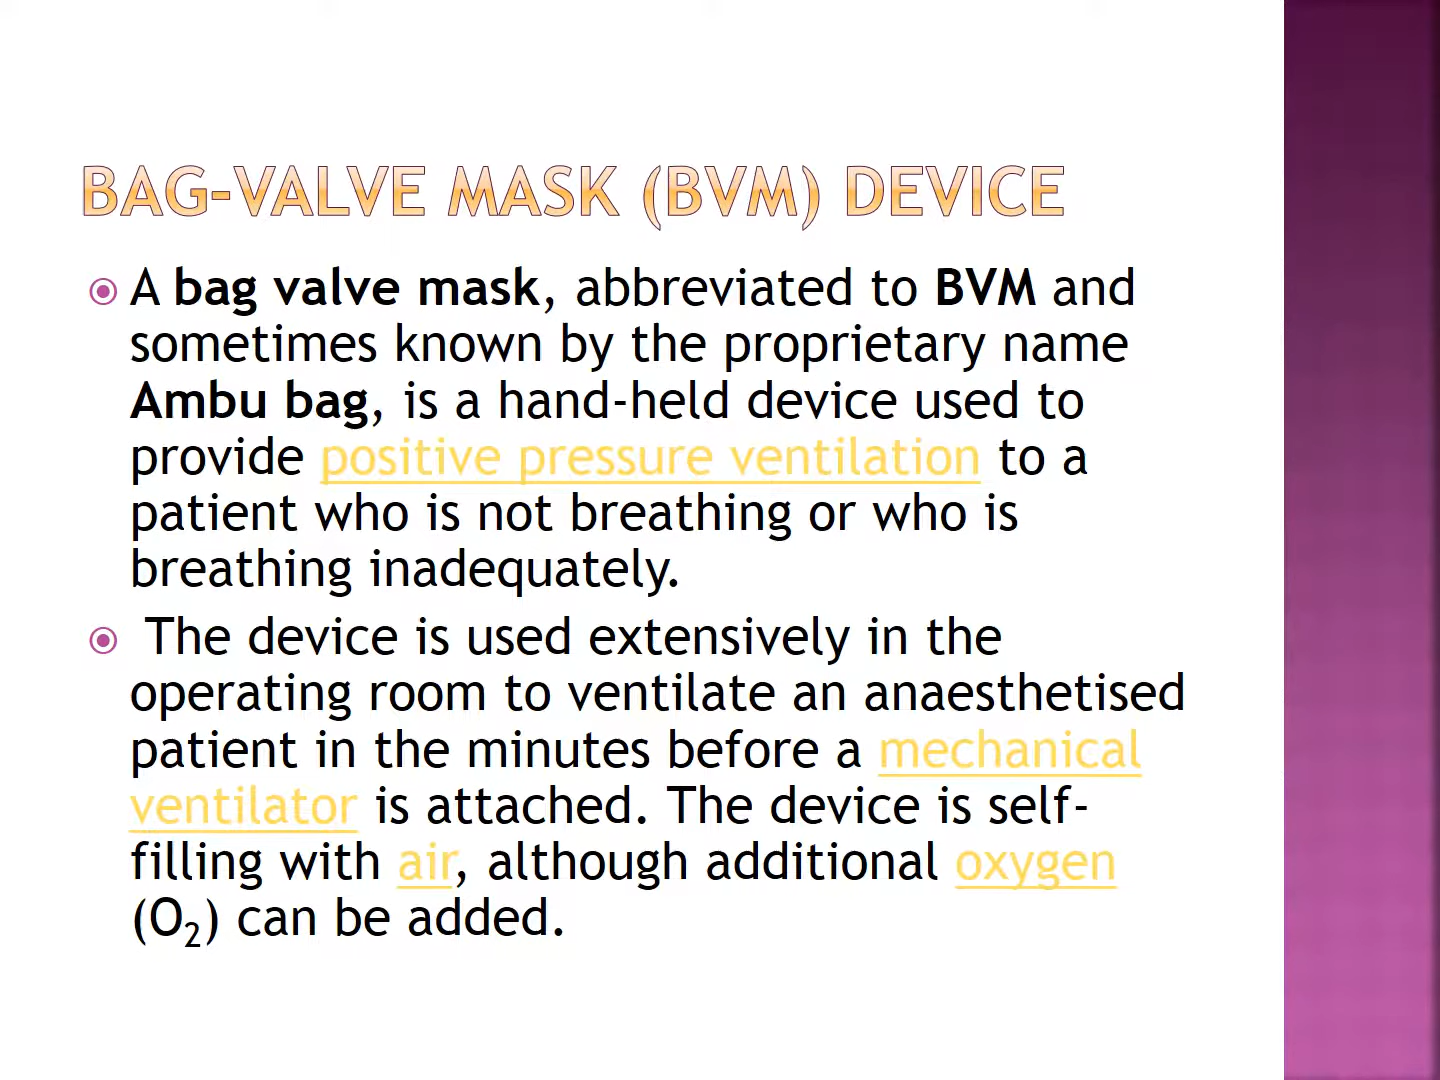 BAG-VALVE MASK (BVM) DEVICE
A bag valve mask, abbreviated to BVM and
sometimes known by the proprietary name
Ambu bag, is a hand-held device used to
provide positive pressure ventilation to a
patient who is not breathing or who is
breathing inadequately.
The device is used extensively in the
operating room to ventilate an anaesthetised
patient in the minutes before a mechanical
ventilator is attached. The device is self-
filling with air, although additional oxygen
(O₂) can be added.